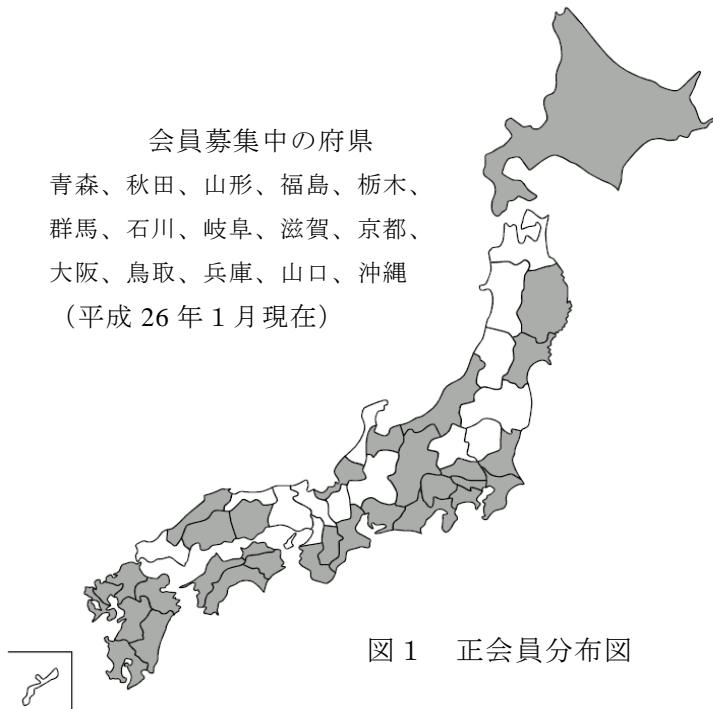 会員募集中の府県
青森、秋田、山形、福島、栃木、
群馬、石川、岐阜、滋賀、京都、
大阪、鳥取、兵庫、山口、沖縄
（平成 26 年 1 月現在）
図 1　正会員分布図